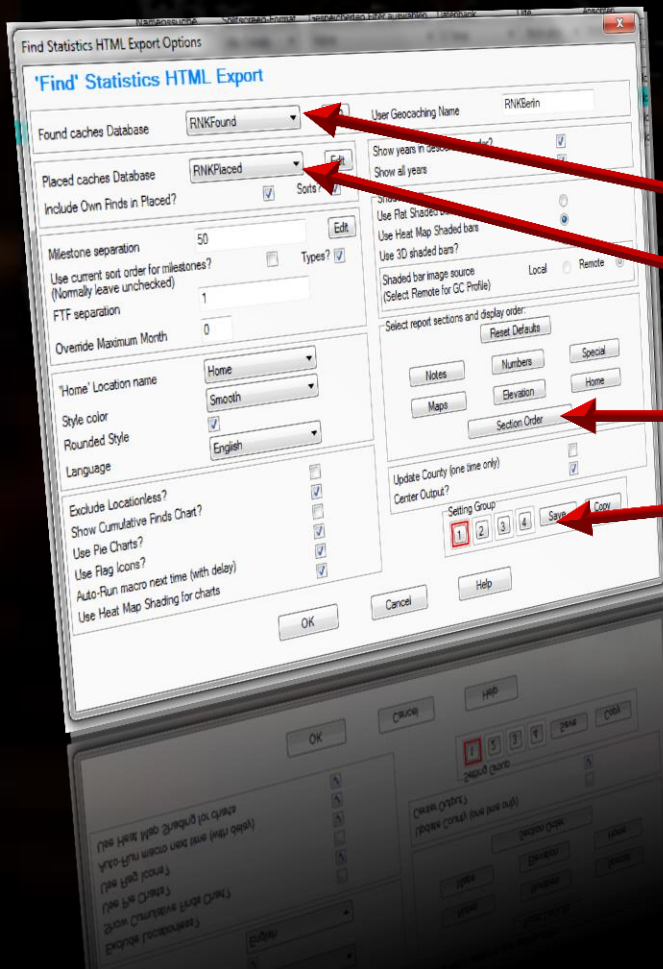 Find Statistics HTML Export Options
'Find' Statistics HTML Export
Found caches Database RNKFound
User Geocaching Name RNKBerlin
Placed caches Database RNKPlaced Edit
Include Own Finds in Placed? Sorts?
Show years in
Show all years
Milestone separation 50 Edit
Use current sort order for milestones? Types?
(Normally leave unchecked)
FTF separation 1
Override Maximum Month 0
Use Flat Shaded
Use Heat Map Shaded bars
Use 3D shaded bars?
Shaded bar image source Local Remote
(Select Remote for GC Profile)
'Home' Location name Home
Style color Smooth
Rounded Style
Language English
Select report sections and display order:
Reset Defaults
Notes Numbers Special
Maps Elevation Home
Section Order
Exclude Locationless?
Show Cumulative Finds Chart?
Use Pie Charts?
Use Flag Icons?
Auto-Run macro next time (with delay)
Use Heat Map Shading for charts
Update County (one time only)
Center Output?
Setting Group
1 2 3 4 Save Copy
OK Cancel Help